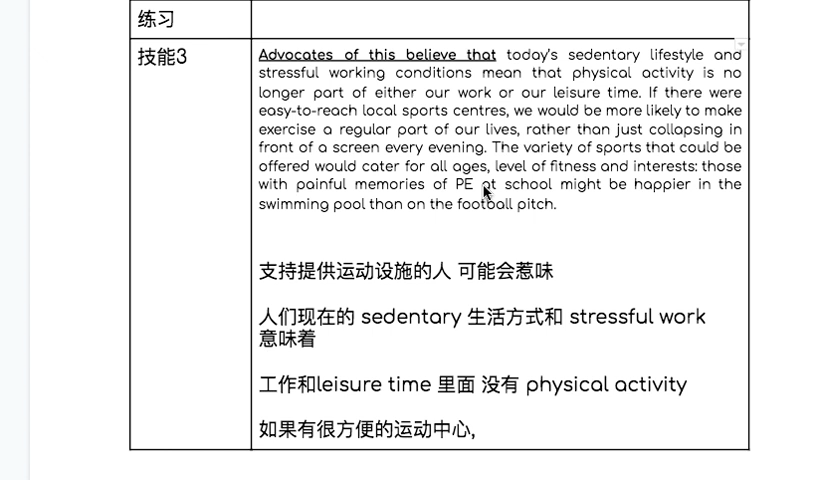 练习
技能3
Advocates of this believe that today's sedentary lifestyle and
stressful working conditions mean that physical activity is no
longer part of either our work or our leisure time. If there were
easy-to-reach local sports centres, we would be more likely to make
exercise a regular part of our lives, rather than just collapsing in
front of a screen every evening. The variety of sports that could be
offered would cater for all ages, level of fitness and interests: those
with painful memories of PE at school might be happier in the
swimming pool than on the football pitch.
支持提供运动设施的人 可能会惹味
人们现在的 sedentary 生活方式和 stressful work
意味着
工作和leisure time 里面 没有 physical activity
如果有很方便的运动中心,